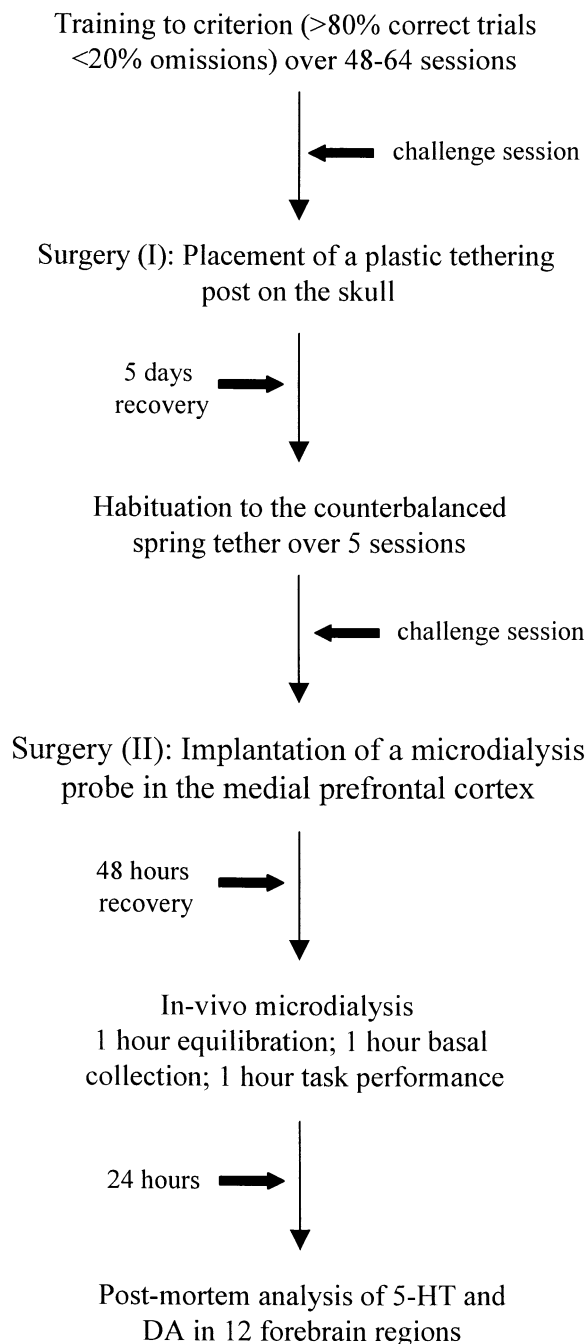 Training to criterion (>80% correct trials
<20% omissions) over 48-64 sessions
challenge session
Surgery (I): Placement of a plastic tethering
post on the skull
5 days
recovery
Habituation to the counterbalanced
spring tether over 5 sessions
challenge session
Surgery (II): Implantation of a microdialysis
probe in the medial prefrontal cortex
48 hours
recovery
In-vivo microdialysis
1 hour equilibration; 1 hour basal
collection; 1 hour task performance
24 hours
Post-mortem analysis of 5-HT and
DA in 12 forebrain regions